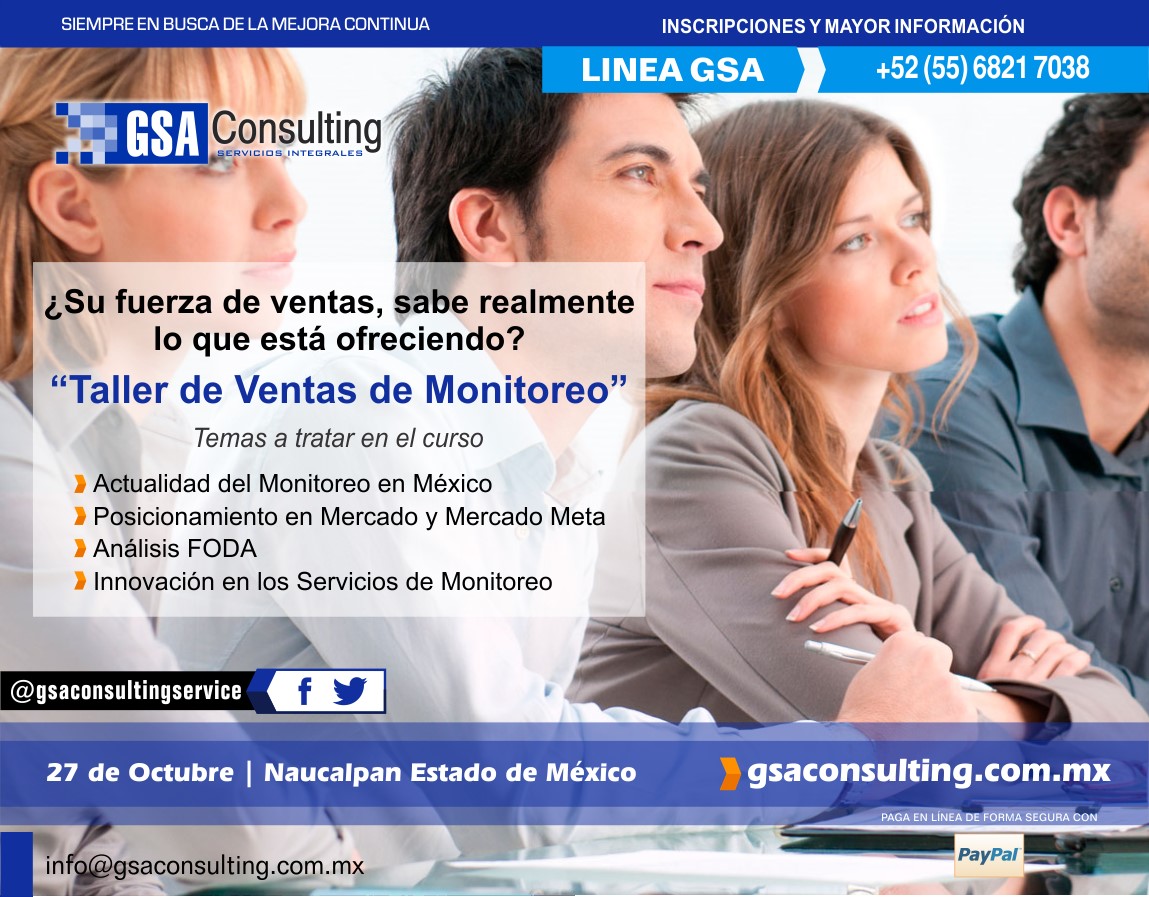 SIEMPRE EN BUSCA DE LA MEJORA CONTINUA
INSCRIPCIONES Y MAYOR INFORMACIÓN
LINEA GSA
+52 (55) 6821 7038
GSA Consulting
SERVICIOS INTEGRALES
¿Su fuerza de ventas, sabe realmente
lo que está ofreciendo?
“Taller de Ventas de Monitoreo”
Temas a tratar en el curso
Actualidad del Monitoreo en México
Posicionamiento en Mercado y Mercado Meta
Análisis FODA
Innovación en los Servicios de Monitoreo
@gsaconsultingservice
27 de Octubre | Naucalpan Estado de México
gsaconsulting.com.mx
PAGA EN LÍNEA DE FORMA SEGURA CON
PayPal
info@gsaconsulting.com.mx